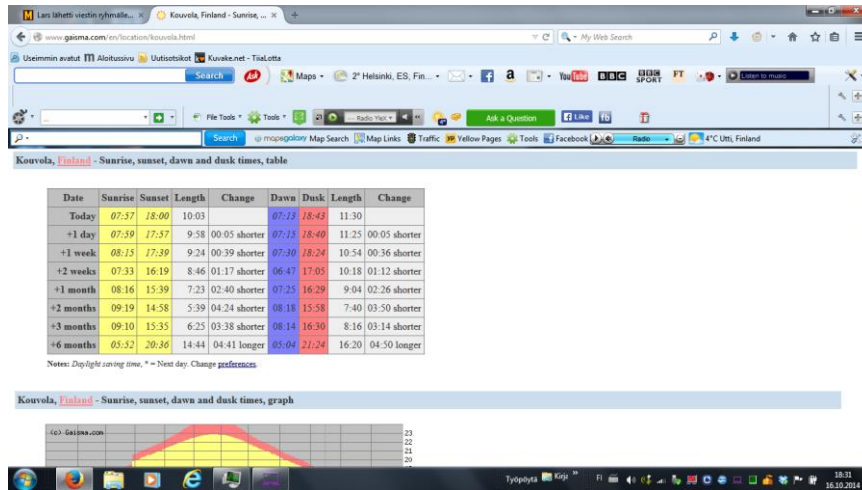 Lars lähetti viestin ryhmälle... × Kouvola, Finland - Sunrise, ... × +
www.gaisma.com/en/location/kouvola.html My Web Search
Useimmin avatut Aloitussivu Uutisotsikot Kuvake.net - TiiaLotta
Search Maps 2° Helsinki, ES, Fin... a YouTube BBC BBC SPORT FT Listen to music
File Tools Tools Radio Ask a Question Like
Search mapsgalaxy Map Search Map Links Traffic Yellow Pages Tools Facebook Radio 4°C Utti, Finland
Kouvola, Finland - Sunrise, sunset, dawn and dusk times, table
Date Sunrise Sunset Length Change Dawn Dusk Length Change
Today 07:57 18:00 10:03 07:13 18:43 11:30
+1 day 07:59 17:57 9:58 00:05 shorter 07:15 18:40 11:25 00:05 shorter
+1 week 08:15 17:39 9:24 00:39 shorter 07:30 18:24 10:54 00:36 shorter
+2 weeks 07:33 16:19 8:46 01:17 shorter 06:47 17:05 10:18 01:12 shorter
+1 month 08:16 15:39 7:23 02:40 shorter 07:25 16:29 9:04 02:26 shorter
+2 months 09:19 14:58 5:39 04:24 shorter 08:18 15:58 7:40 03:50 shorter
+3 months 09:10 15:35 6:25 03:38 shorter 08:14 16:30 8:16 03:14 shorter
+6 months 05:52 20:36 14:44 04:41 longer 05:04 21:24 16:20 04:50 longer
Notes: Daylight saving time, * = Next day. Change preferences.
Kouvola, Finland - Sunrise, sunset, dawn and dusk times, graph
(c) Gaisma.com
23
22
21
20
Työpöytä Kirja » FI 18:31
16.10.2014